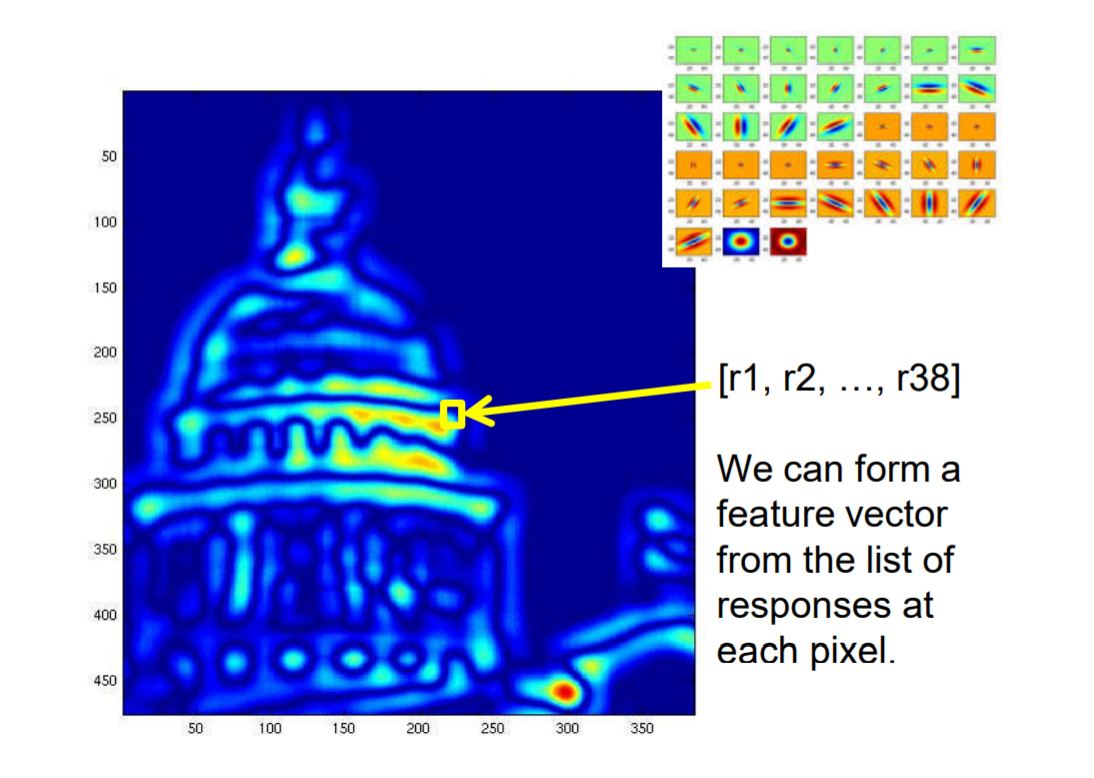 50
100
150
200
250
300
350
400
450
50
100
150
200
250
300
350
[r1, r2, …, r38]
We can form a
feature vector
from the list of
responses at
each pixel.